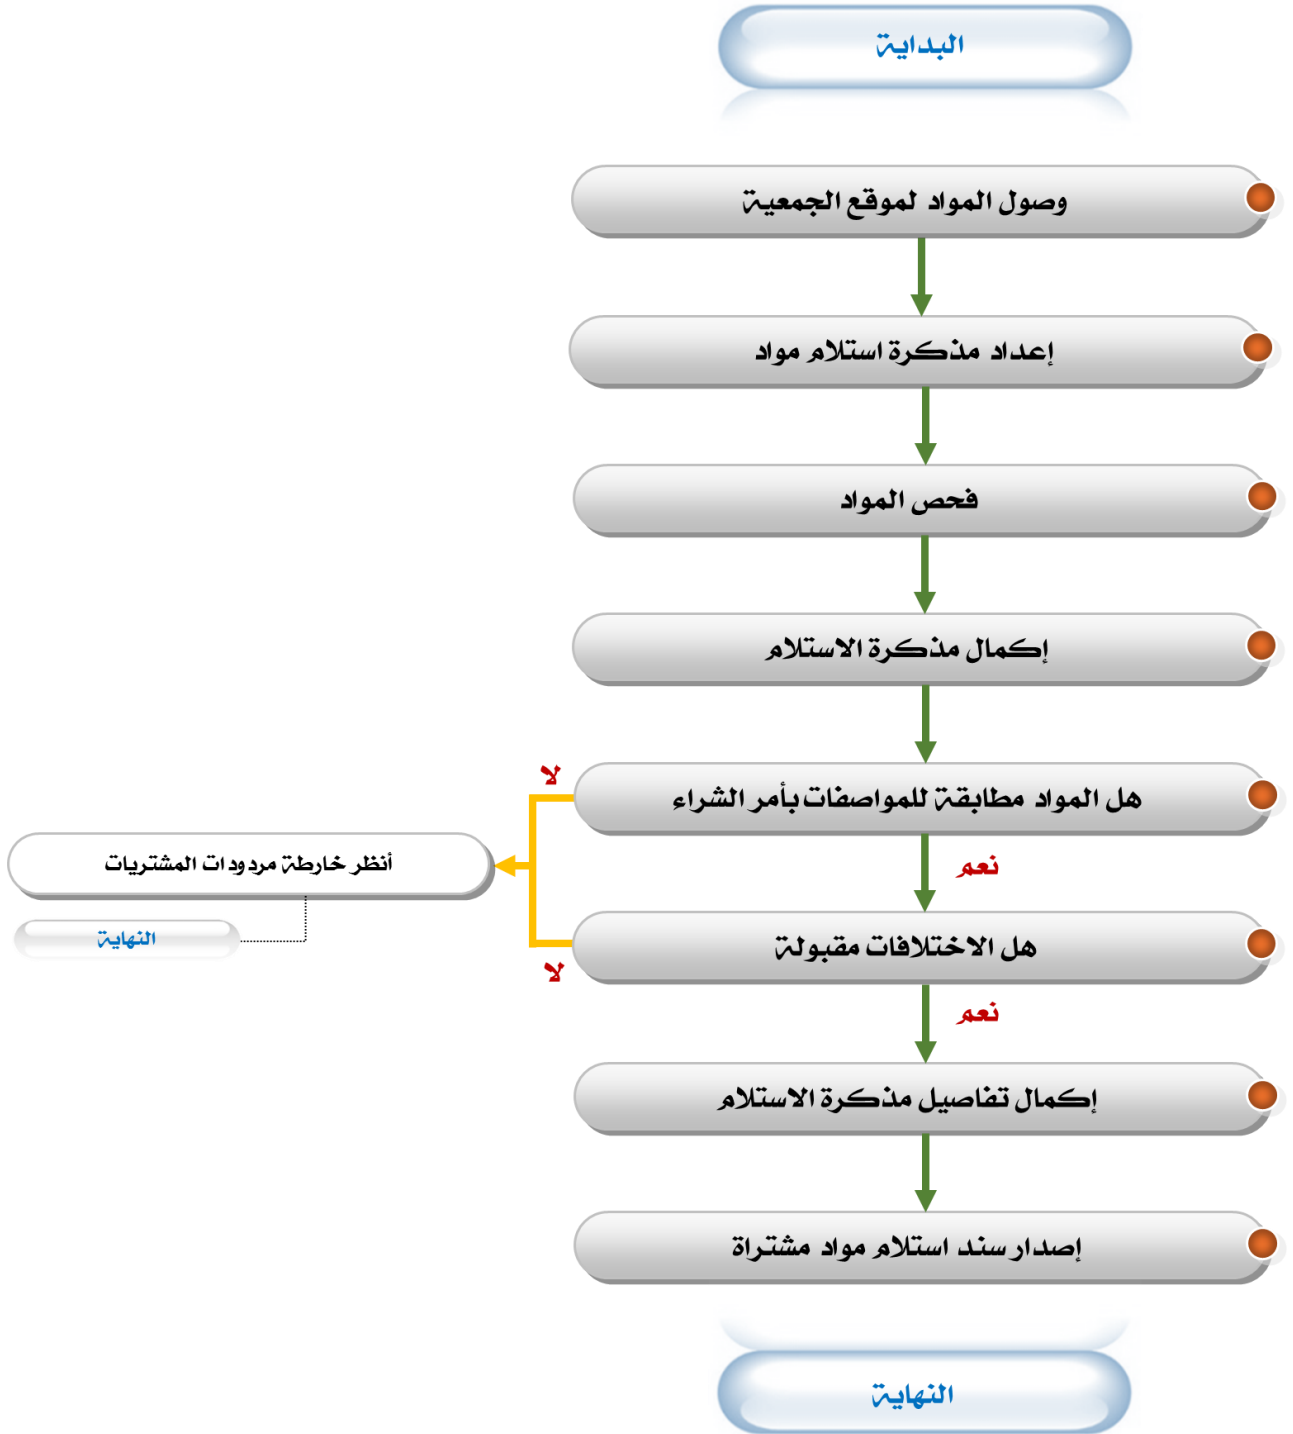 البداية
وصول المواد لموقع الجمعية
إعداد مذكرة استلام مواد
فحص المواد
إكمال مذكرة الاستلام
هل المواد مطابقة للمواصفات بأمر الشراء
لا
نعم
أنظر خارطة مردودات المشتريات
النهاية
هل الاختلافات مقبولة
لا
نعم
إكمال تفاصيل مذكرة الاستلام
إصدار سند استلام مواد مشتراة
النهاية